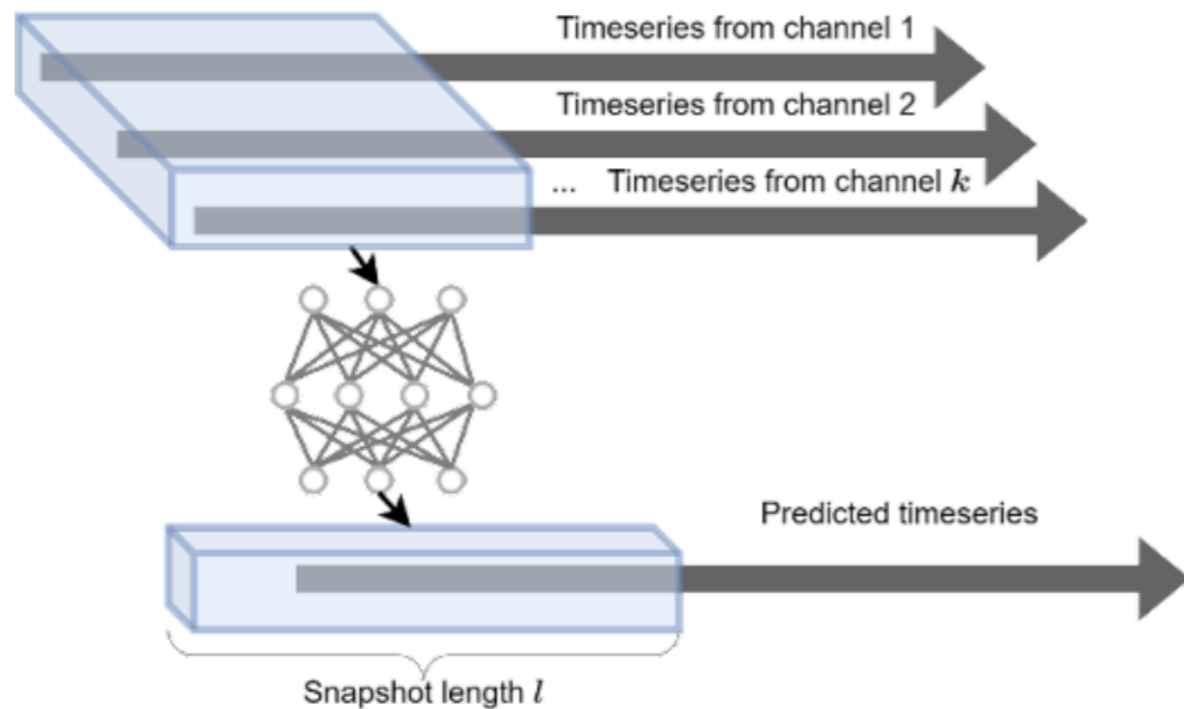 Timeseries from channel 1
Timeseries from channel 2
... Timeseries from channel k
Predicted timeseries
Snapshot length l